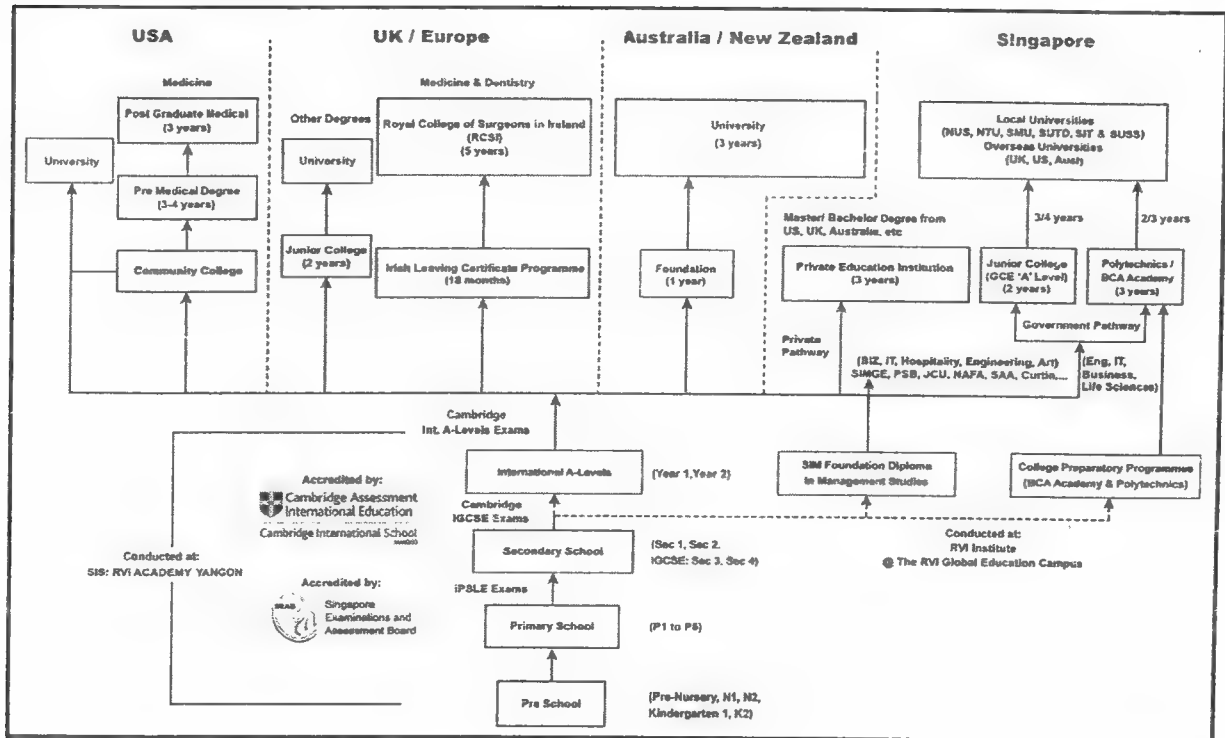 USA
UK / Europe
Australia / New Zealand
Singapore
Medicine
Post Graduate Medical
(3 years)
University
Pre Medical Degree
(3-4 years)
Community College
Other Degrees
University
Junior College
(2 years)
Medicine & Dentistry
Royal College of Surgeons in Ireland
(RCSI)
(5 years)
Irish Leaving Certificate Programme
(18 months)
University
(3 years)
Foundation
(1 year)
Local Universities
(NUS, NTU, SMU, SUTD, SIT & SUSS)
Overseas Universities
(UK, US, Aush)
3/4 years
2/3 years
Master/ Bachelor Degree from
US, UK, Australia, etc
Private Education Institution
(3 years)
Junior College
(GCE 'A' Level)
(2 years)
Polytechnics /
BCA Academy
(3 years)
Government Pathway
Private
Pathway
(BIZ, IT, Hospitality, Engineering, Art)
SIMGE, PSB, JCU, NAFA, SAA, Curtin,...
(Eng, IT,
Business,
Life Sciences)
Cambridge
Int. A-Levels Exams
International A-Levels
(Year 1,Year 2)
SIM Foundation Diploma
In Management Studies
College Preparatory Programme
(BCA Academy & Polytechnics)
Accredited by:
Cambridge Assessment
International Education
Cambridge International School
Cambridge
IGCSE Exams
Secondary School
(Sec 1, Sec 2.
IGCSE: Sec 3, Sec 4)
Conducted at:
RVI Institute
@ The RVI Global Education Campus
Conducted at:
SIS: RVI ACADEMY YANGON
iPSLE Exams
Accredited by:
SEAB
Singapore
Examinations and
Assessment Board
Primary School
(P1 to P6)
Pre School
(Pre-Nursery, N1, N2,
Kindergarten 1, K2)